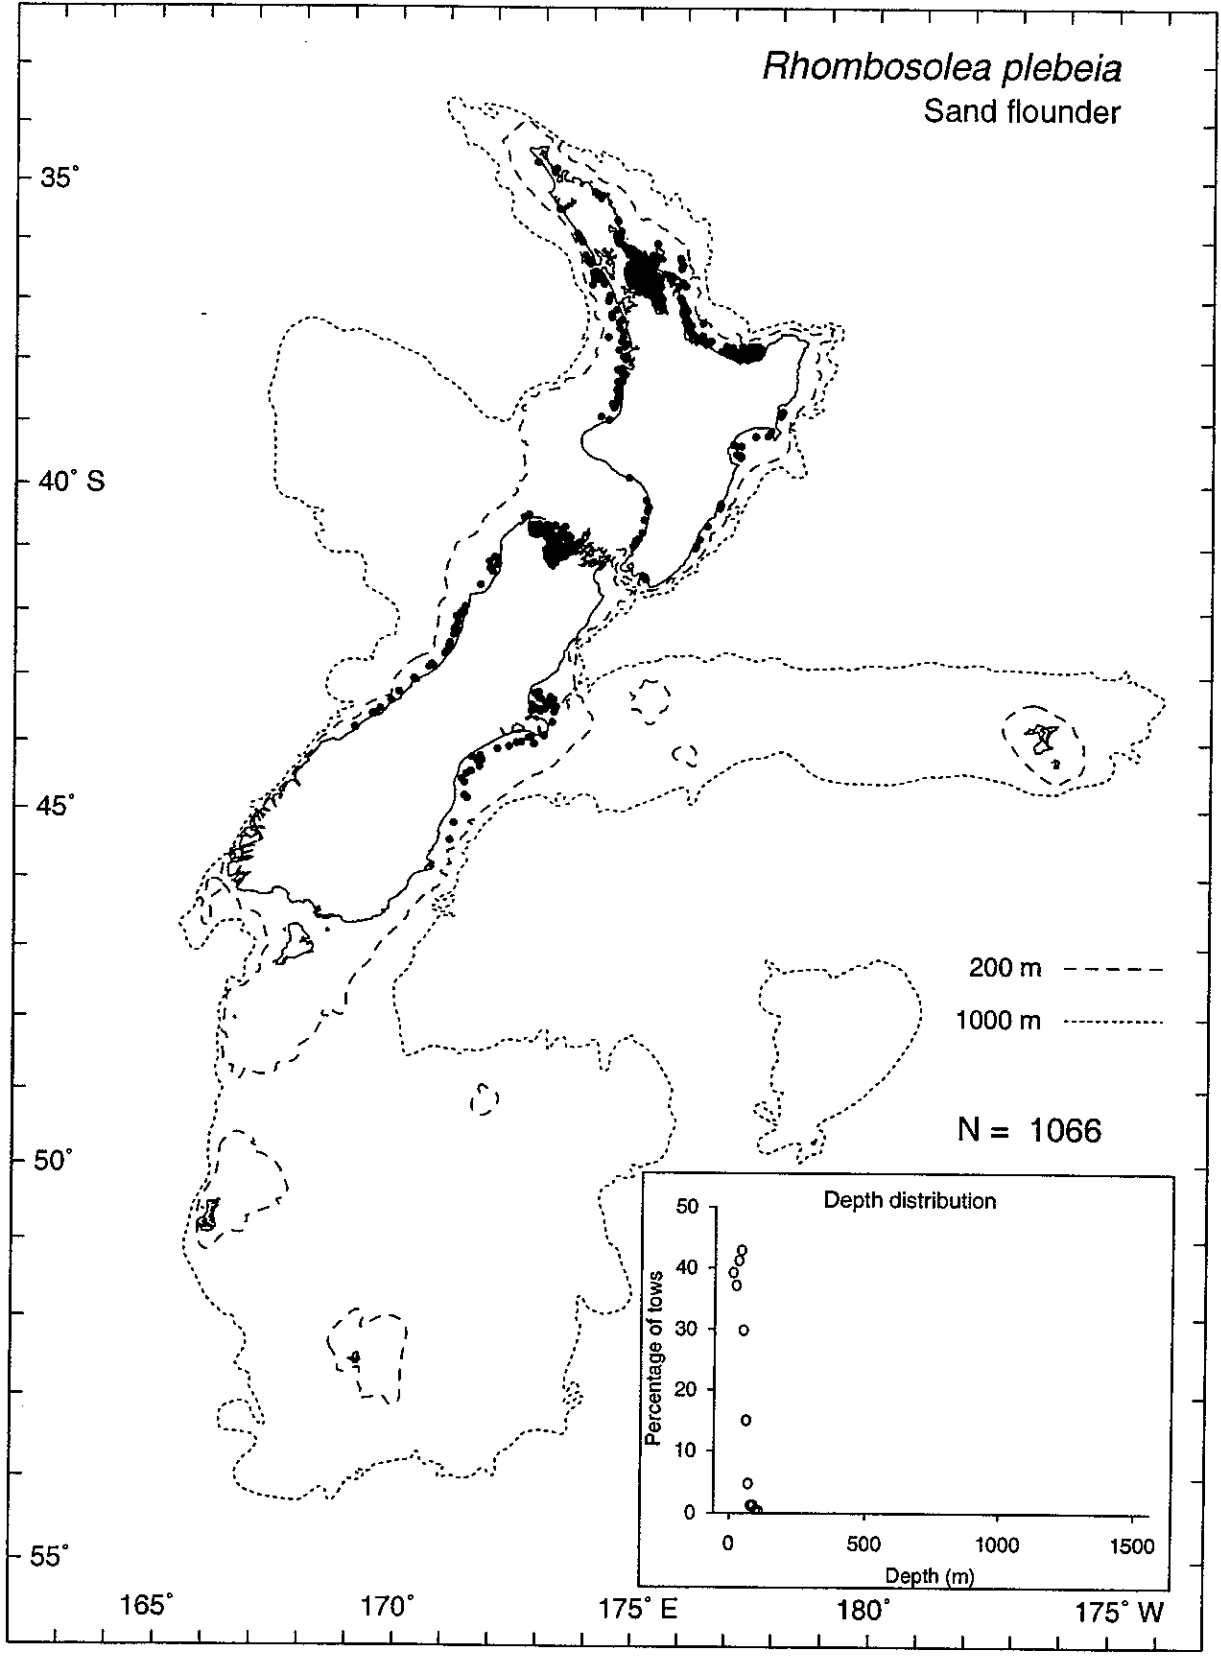 Rhombosolea plebeia
Sand flounder
35°
40° S
45°
50°
55°
200 m
1000 m
N = 1066
Depth distribution
Percentage of tows
50
40
30
20
10
0
0 500 1000 1500
Depth (m)
165° 170° 175° E 180° 175° W